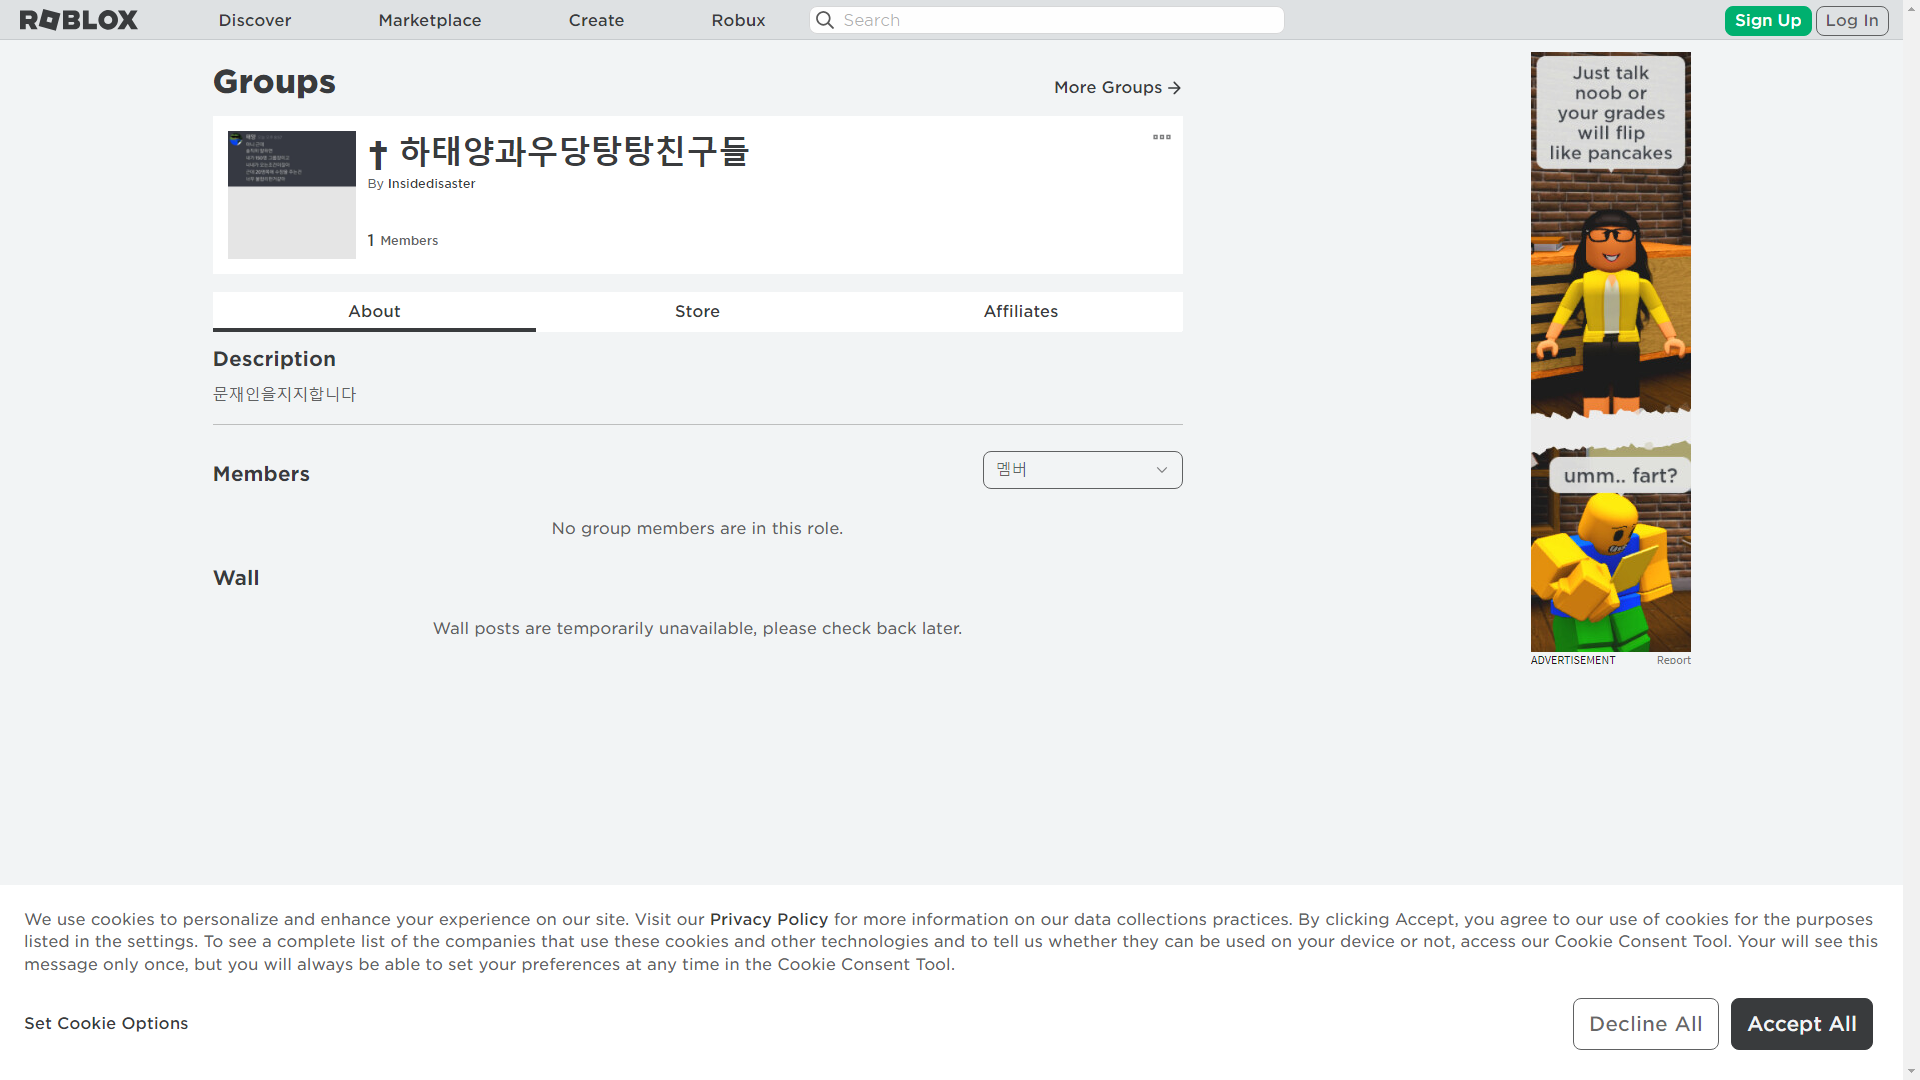 ROBLOX
Discover
Marketplace
Create
Robux
Search
Sign Up
Log In
Groups
More Groups
† 하태양과우당탕탕친구들
By Insidedisaster
1 Members
About
Store
Affiliates
Description
문재인을지지합니다
Members
멤버
No group members are in this role.
Wall
Wall posts are temporarily unavailable, please check back later.
Just talk
noob or
your grades
will flip
like pancakes
umm.. fart?
ADVERTISEMENT
Report
We use cookies to personalize and enhance your experience on our site. Visit our Privacy Policy for more information on our data collections practices. By clicking Accept, you agree to our use of cookies for the purposes
listed in the settings. To see a complete list of the companies that use these cookies and other technologies and to tell us whether they can be used on your device or not, access our Cookie Consent Tool. Your will see this
message only once, but you will always be able to set your preferences at any time in the Cookie Consent Tool.
Set Cookie Options
Decline All
Accept All